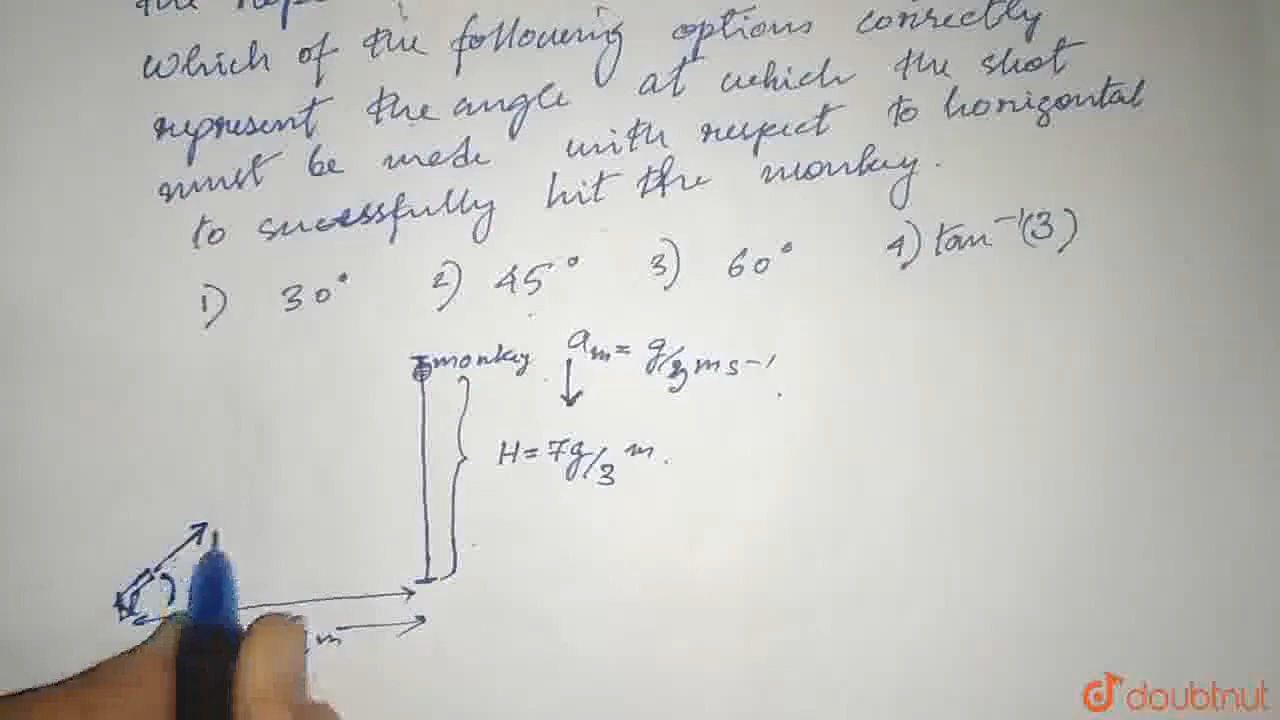 the
which of the following options correctly
represent the angle at which the shot
must be made with respect to horizontal
to sucessfully hit the monkey.
1) 30° 2) 45° 3) 60° 4) tan⁻¹(3)
monkey aₘ = g/3 ms⁻¹
H = 7g/3 m.
m
doubtnut